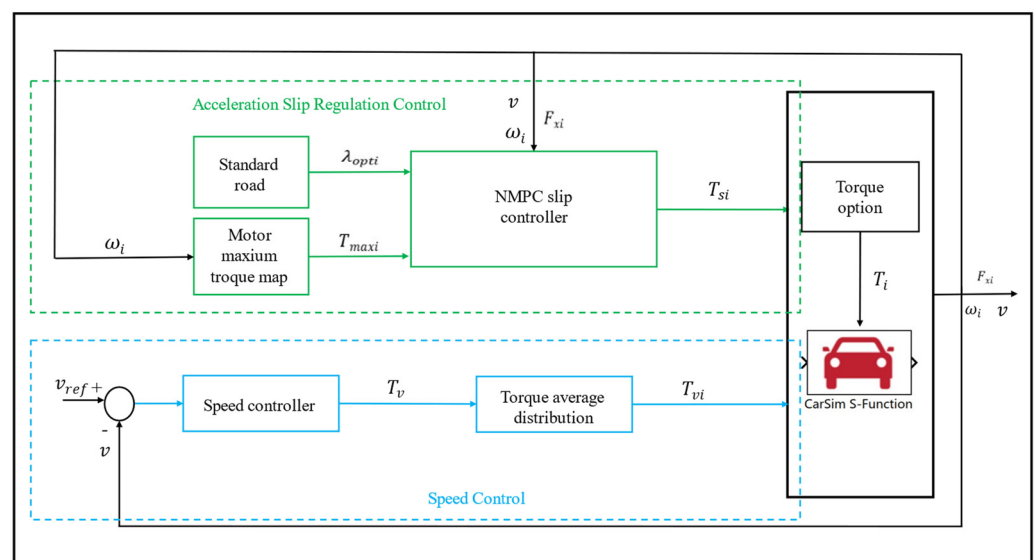 Acceleration Slip Regulation Control
v
ω_i
F_xi
Standard
road
λ_opti
NMPC slip
controller
T_si
Torque
option
ω_i
Motor
maxium
troque map
T_maxi
T_i
F_xi
ω_i v
v_ref +
-
v
Speed controller
T_v
Torque average
distribution
T_vi
CarSim S-Function
Speed Control